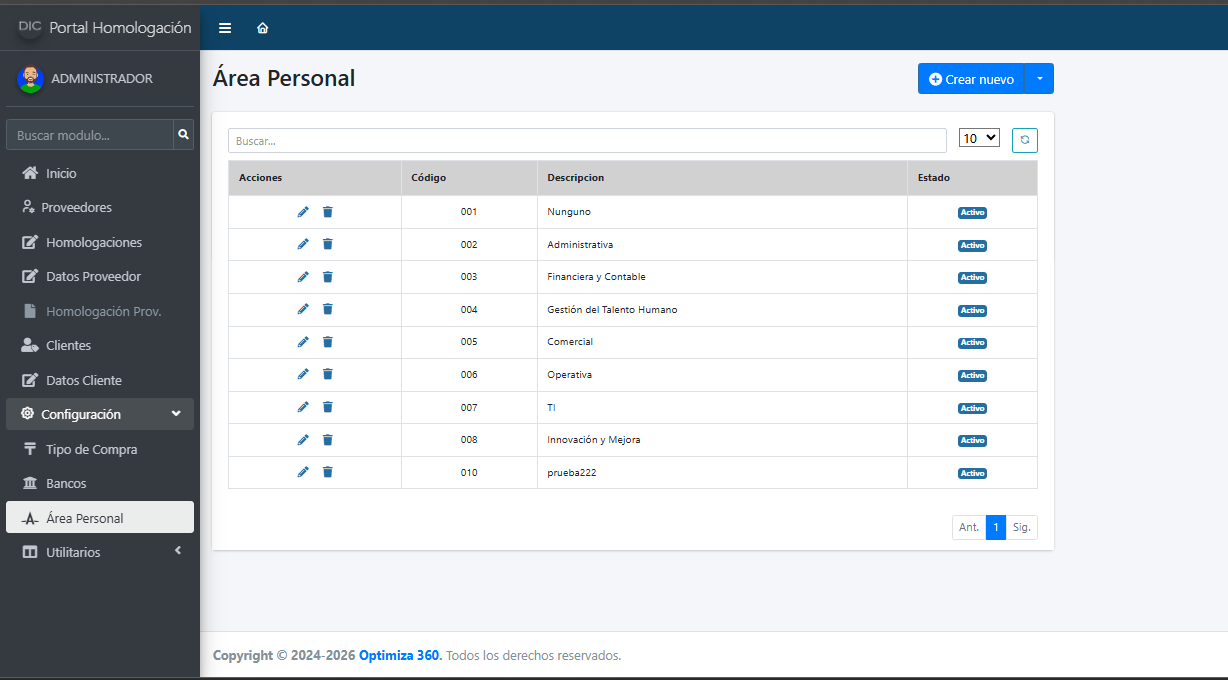 DIC Portal Homologación
ADMINISTRADOR
Buscar modulo...
Inicio
Proveedores
Homologaciones
Datos Proveedor
Homologación Prov.
Clientes
Datos Cliente
Configuración
Tipo de Compra
Bancos
Área Personal
Utilitarios
Área Personal
Crear nuevo
Buscar...
10
Acciones Código Descripcion Estado
001 Nunguno Activo
002 Administrativa Activo
003 Financiera y Contable Activo
004 Gestión del Talento Humano Activo
005 Comercial Activo
006 Operativa Activo
007 TI Activo
008 Innovación y Mejora Activo
010 prueba222 Activo
Ant. 1 Sig.
Copyright © 2024-2026 Optimiza 360. Todos los derechos reservados.